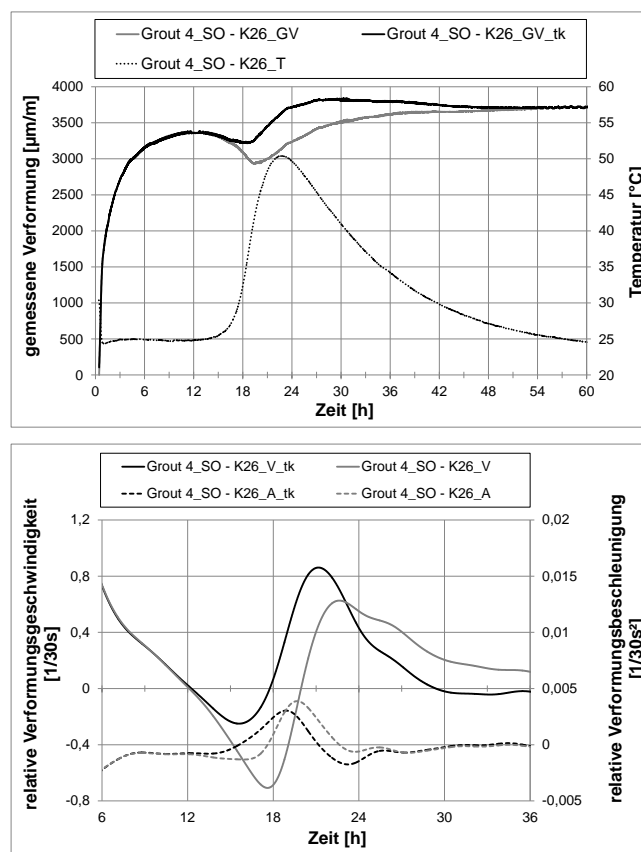 Grout 4_SO - K26_GV
Grout 4_SO - K26_GV_tk
Grout 4_SO - K26_T
gemessene Verformung [µm/m]
4000
3500
3000
2500
2000
1500
1000
500
0
60
55
50
45
40
35
30
25
20
Temperatur [°C]
0 6 12 18 24 30 36 42 48 54 60
Zeit [h]
Grout 4_SO - K26_V_tk
Grout 4_SO - K26_V
Grout 4_SO - K26_A_tk
Grout 4_SO - K26_A
relative Verformungsgeschwindigkeit
[1/30s]
1,2
0,8
0,4
0
-0,4
-0,8
0,02
0,015
0,01
0,005
0
-0,005
relative Verformungsbeschleunigung
[1/30s²]
6 12 18 24 30 36
Zeit [h]